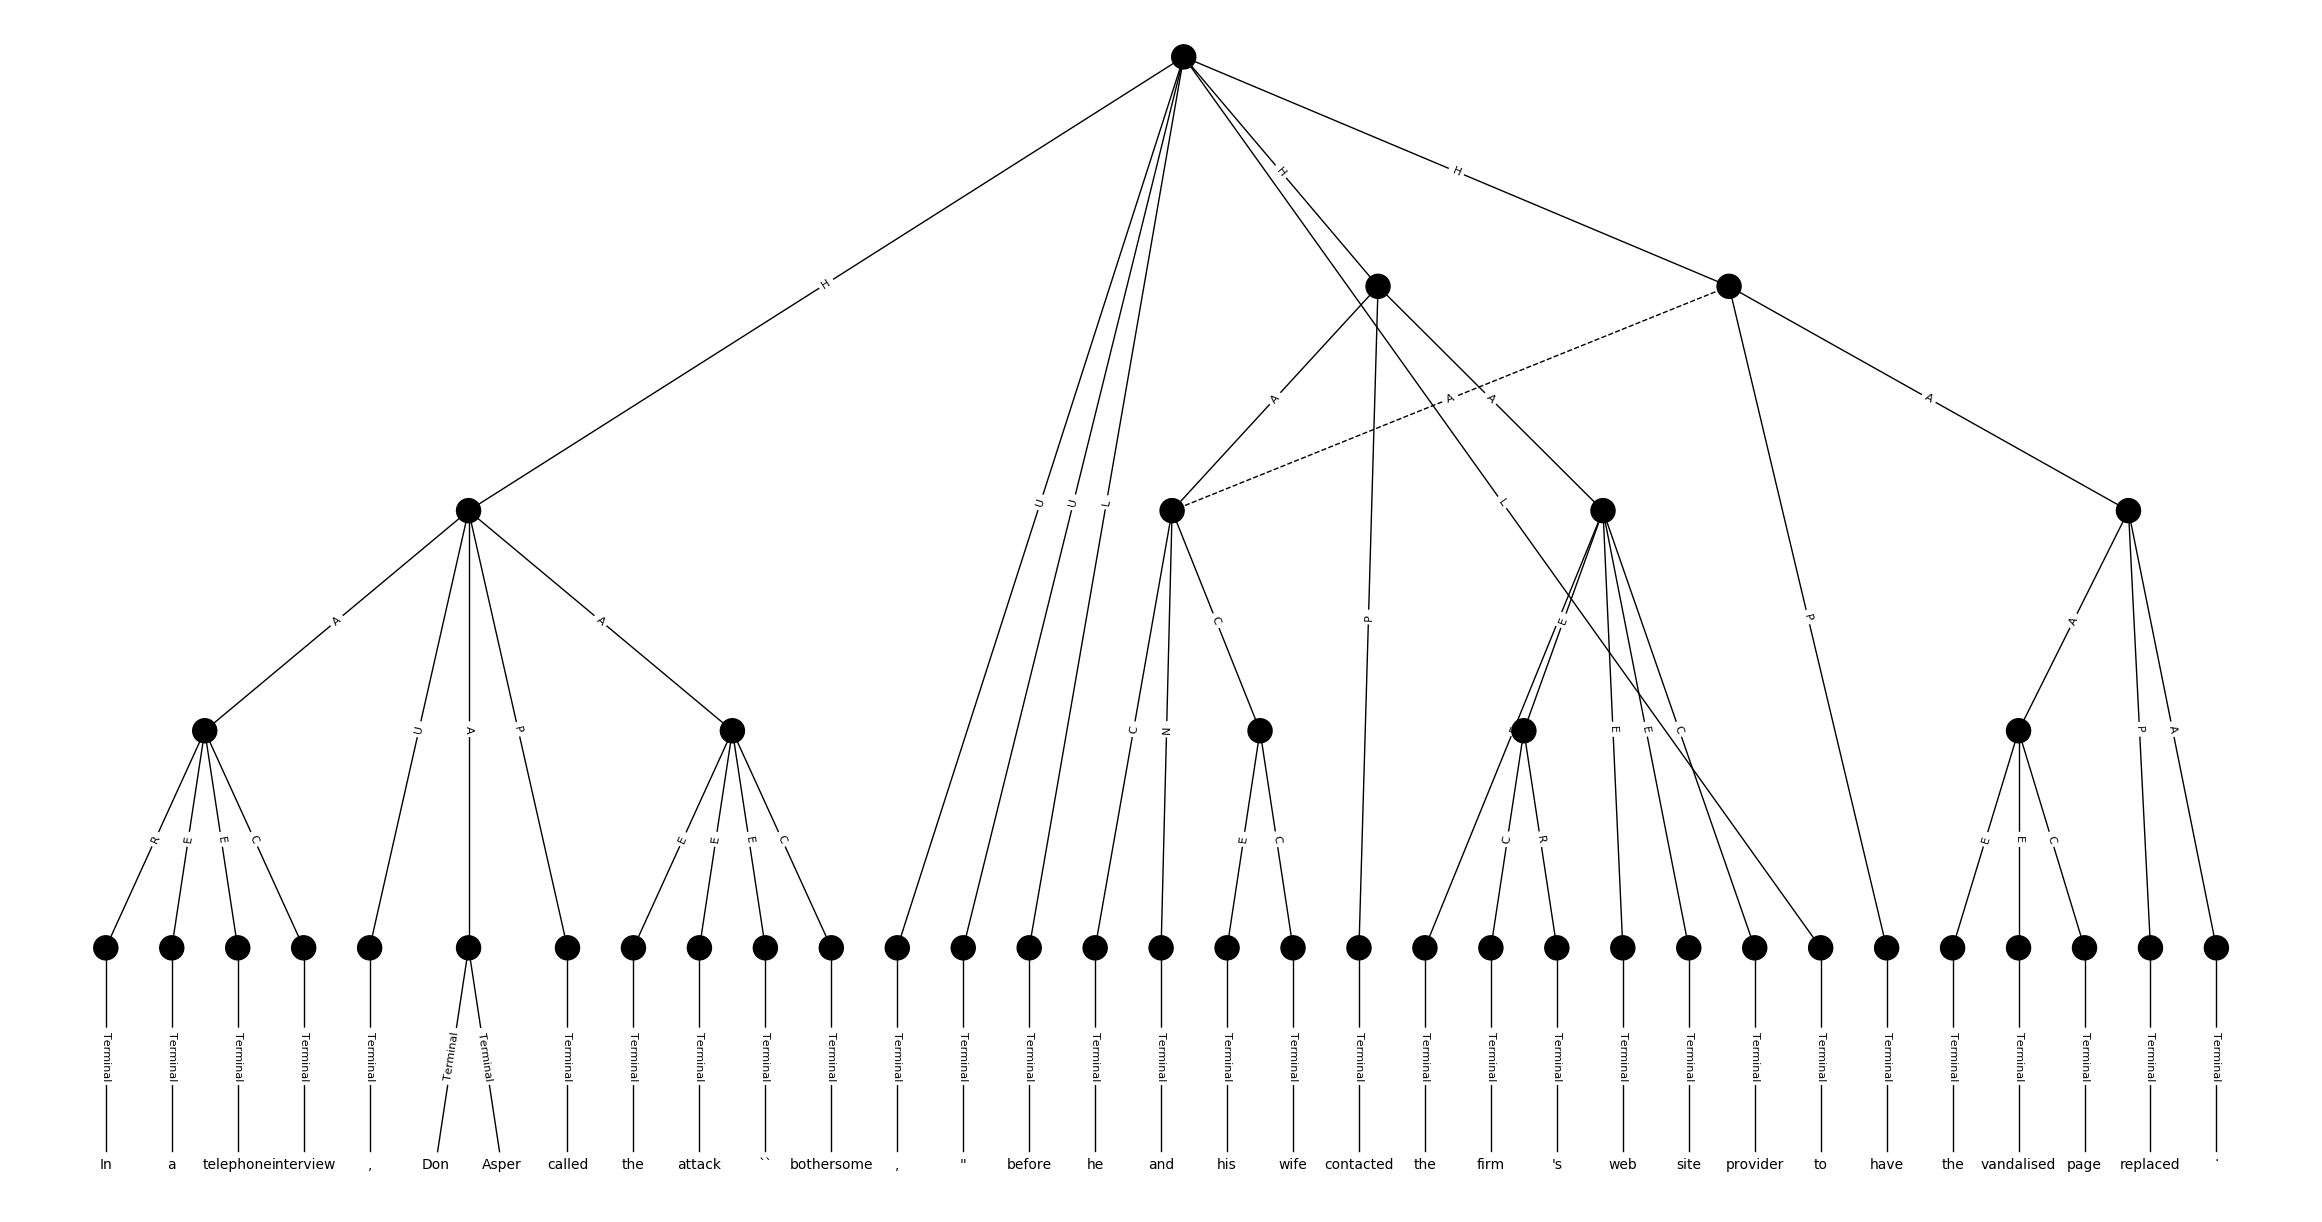 H
H
H
A
A
A
A
U
U
L
L
A
A
C
E
P
P
A
U
A
P
C
N
E
E
C
P
A
R
E
E
C
E
E
E
C
E
C
C
R
E
E
C
Terminal Terminal Terminal Terminal Terminal Terminal Terminal Terminal Terminal Terminal Terminal Terminal Terminal Terminal Terminal Terminal Terminal Terminal Terminal Terminal Terminal Terminal Terminal Terminal Terminal Terminal Terminal Terminal Terminal Terminal Terminal Terminal Terminal
In a telephone interview , Don Asper called the attack `` bothersome , " before he and his wife contacted the firm 's web site provider to have the vandalised page replaced .